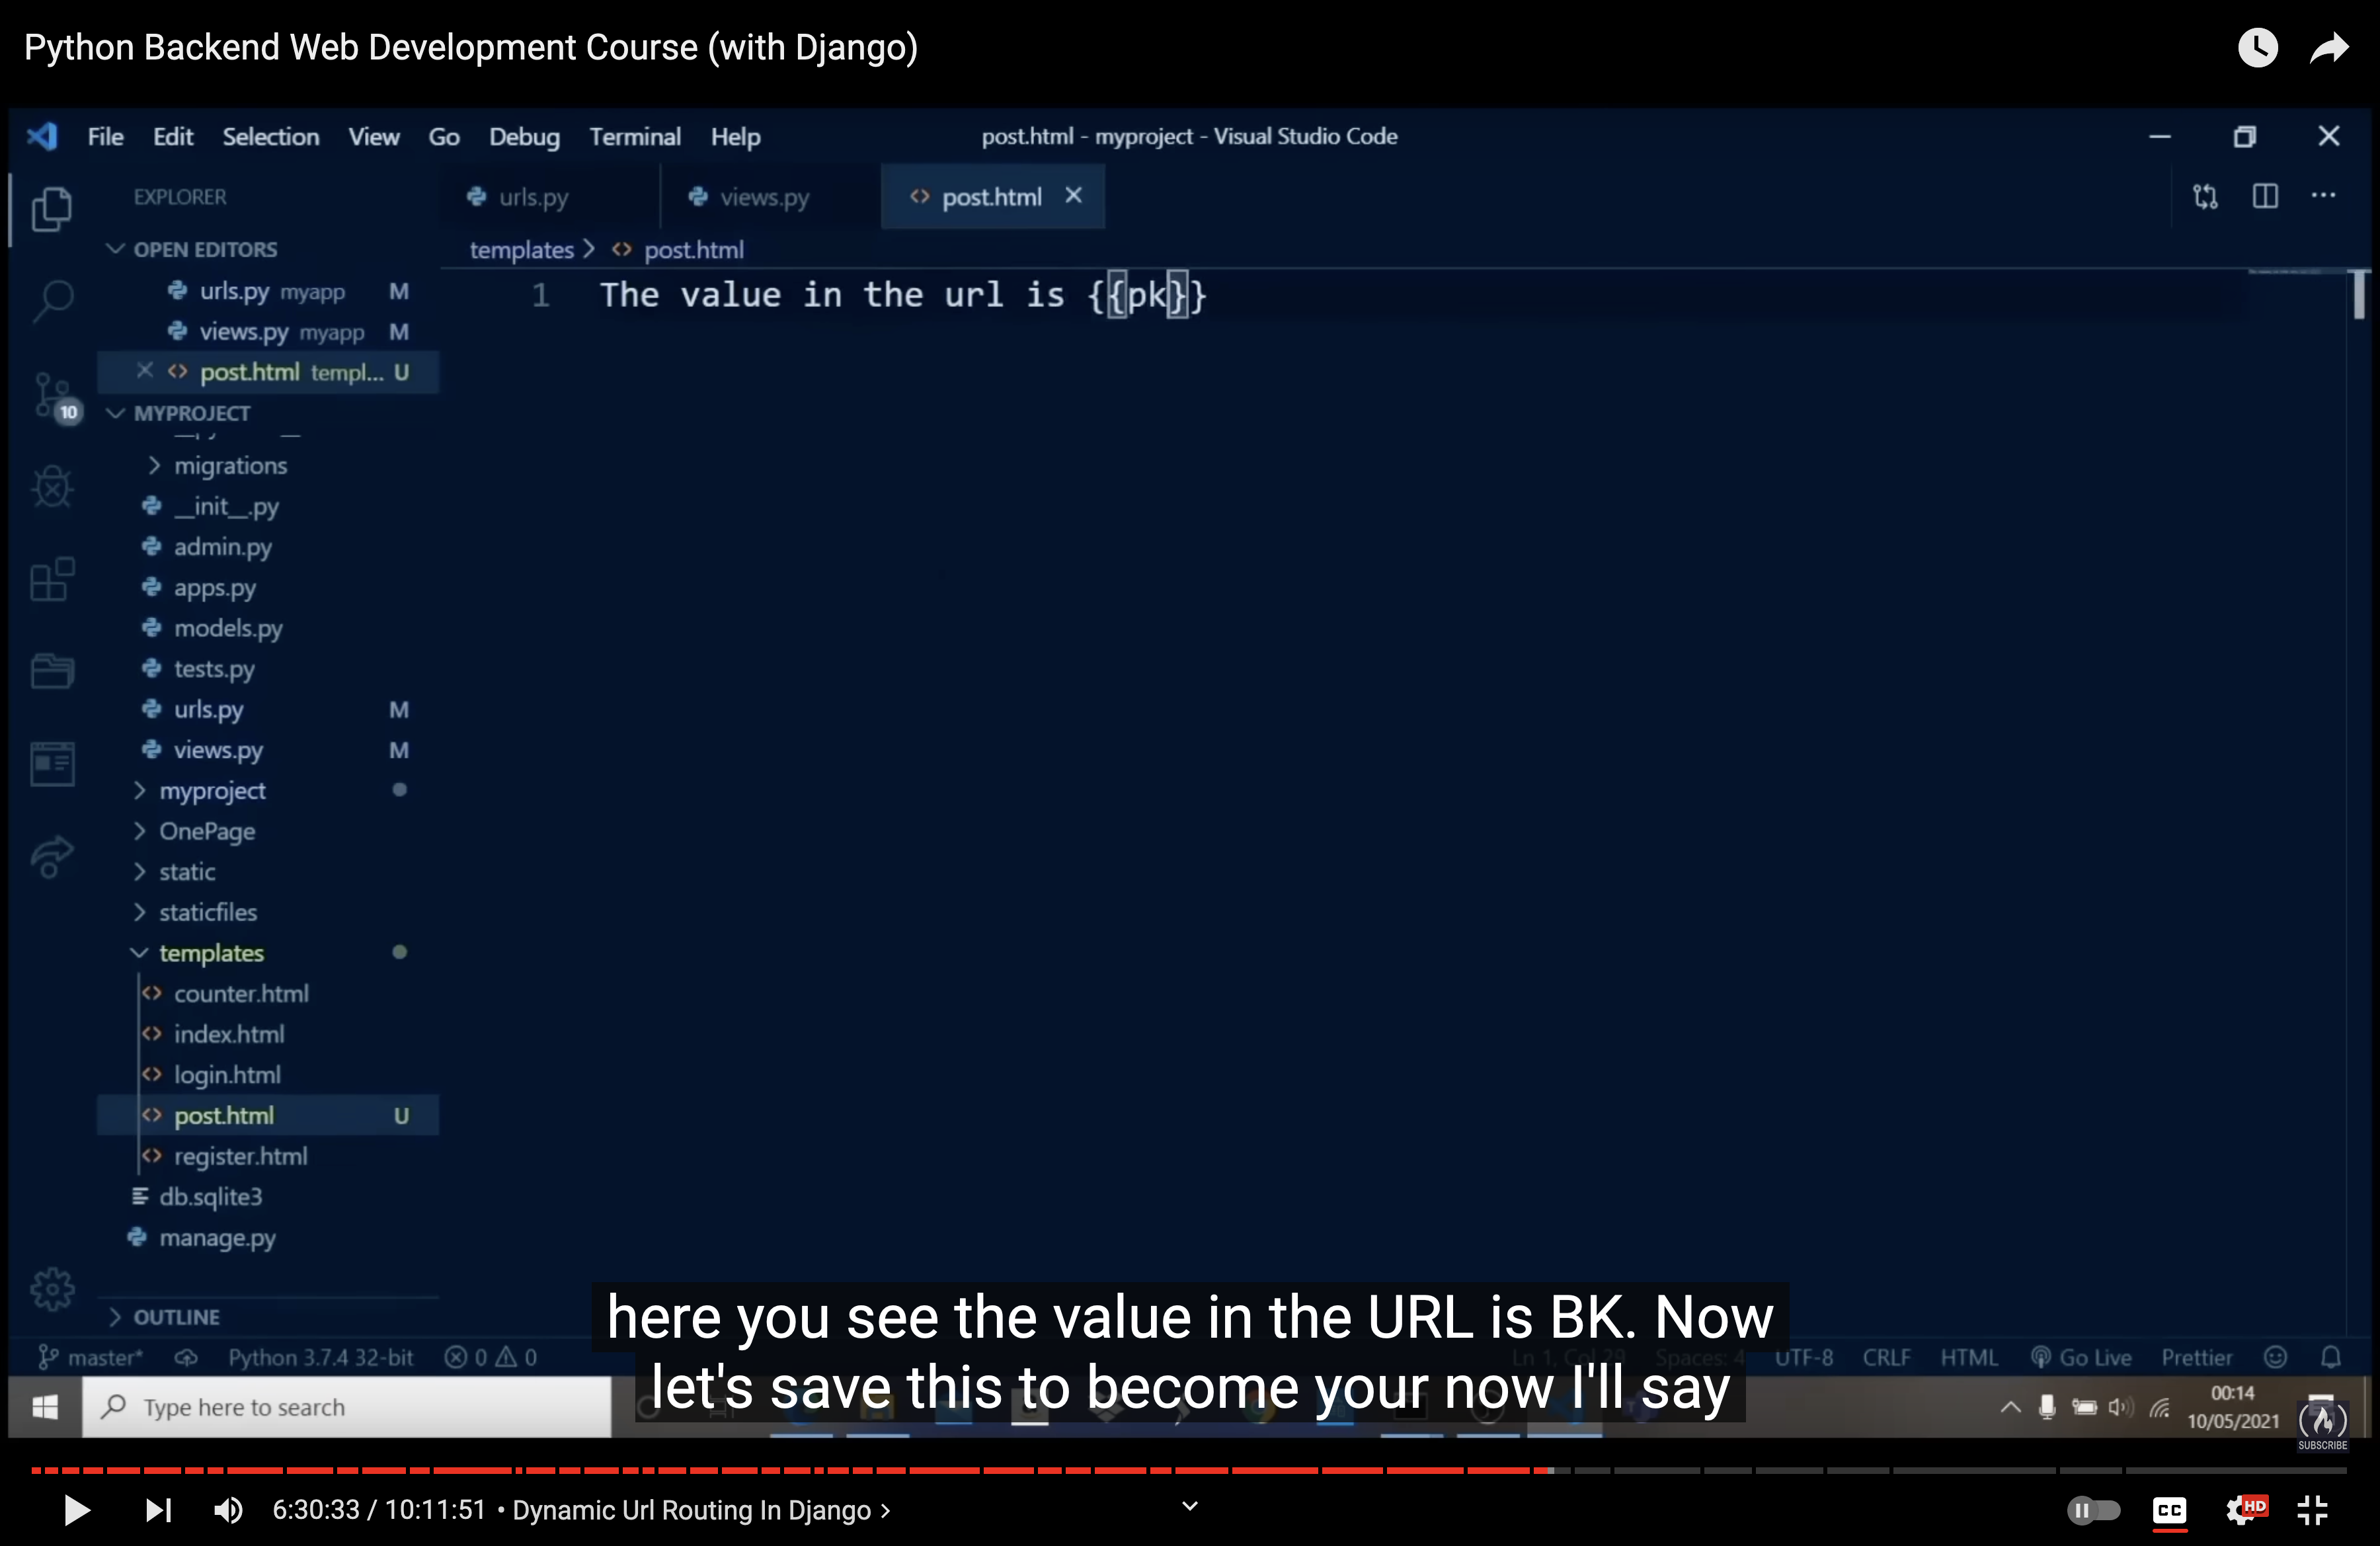 Python Backend Web Development Course (with Django)
File Edit Selection View Go Debug Terminal Help
post.html - myproject - Visual Studio Code
EXPLORER
urls.py
views.py
post.html
OPEN EDITORS
templates > post.html
urls.py myapp M
views.py myapp M
post.html templ... U
1 The value in the url is {{pk}}
10
MYPROJECT
migrations
__init__.py
admin.py
apps.py
models.py
tests.py
urls.py M
views.py M
myproject
OnePage
static
staticfiles
templates
counter.html
index.html
login.html
post.html U
register.html
db.sqlite3
manage.py
OUTLINE
here you see the value in the URL is BK. Now
let's save this to become your now I'll say
master* Python 3.7.4 32-bit 0 0
UTF-8 CRLF HTML Go Live Prettier
Type here to search
00:14
10/05/2021
SUBSCRIBE
6:30:33 / 10:11:51 • Dynamic Url Routing In Django >
CC
HD